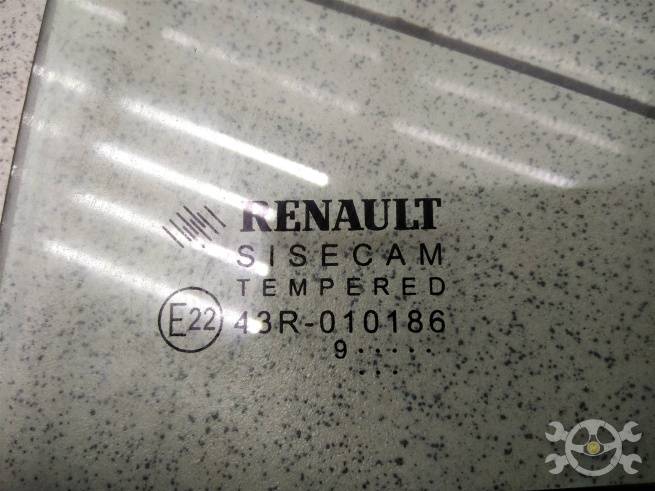 RENAULT
SISECAM
TEMPERED
E22 43R-010186
9.....
...